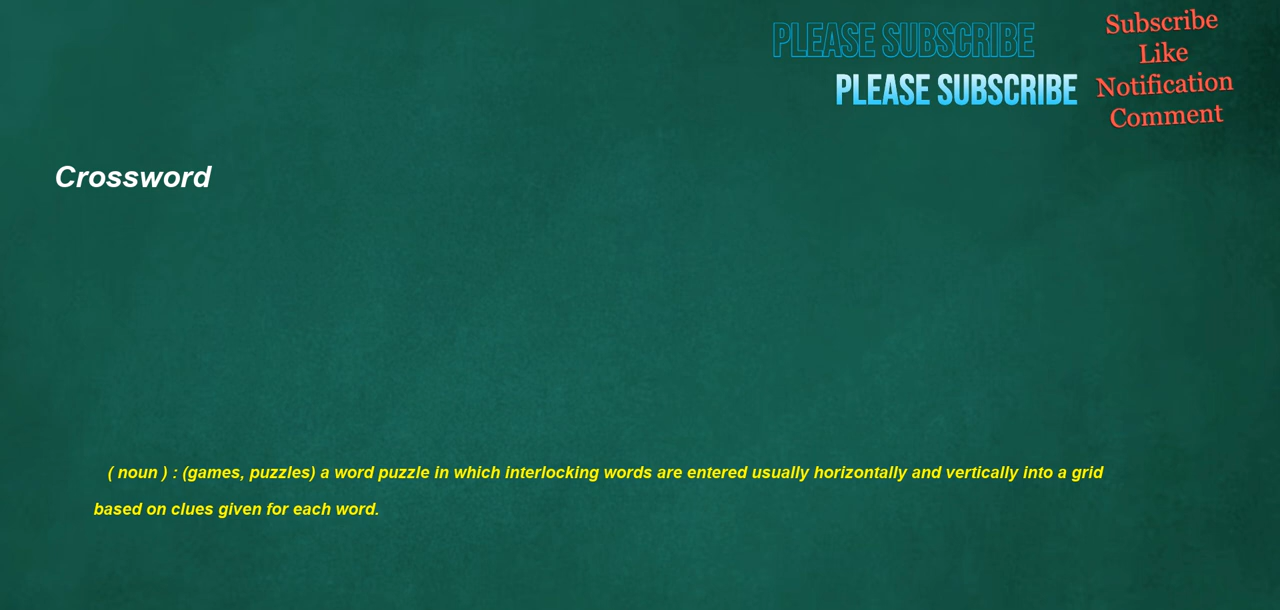 PLEASE SUBSCRIBE
PLEASE SUBSCRIBE
Subscribe
Like
Notification
Comment
Crossword
( noun ) : (games, puzzles) a word puzzle in which interlocking words are entered usually horizontally and vertically into a grid
based on clues given for each word.